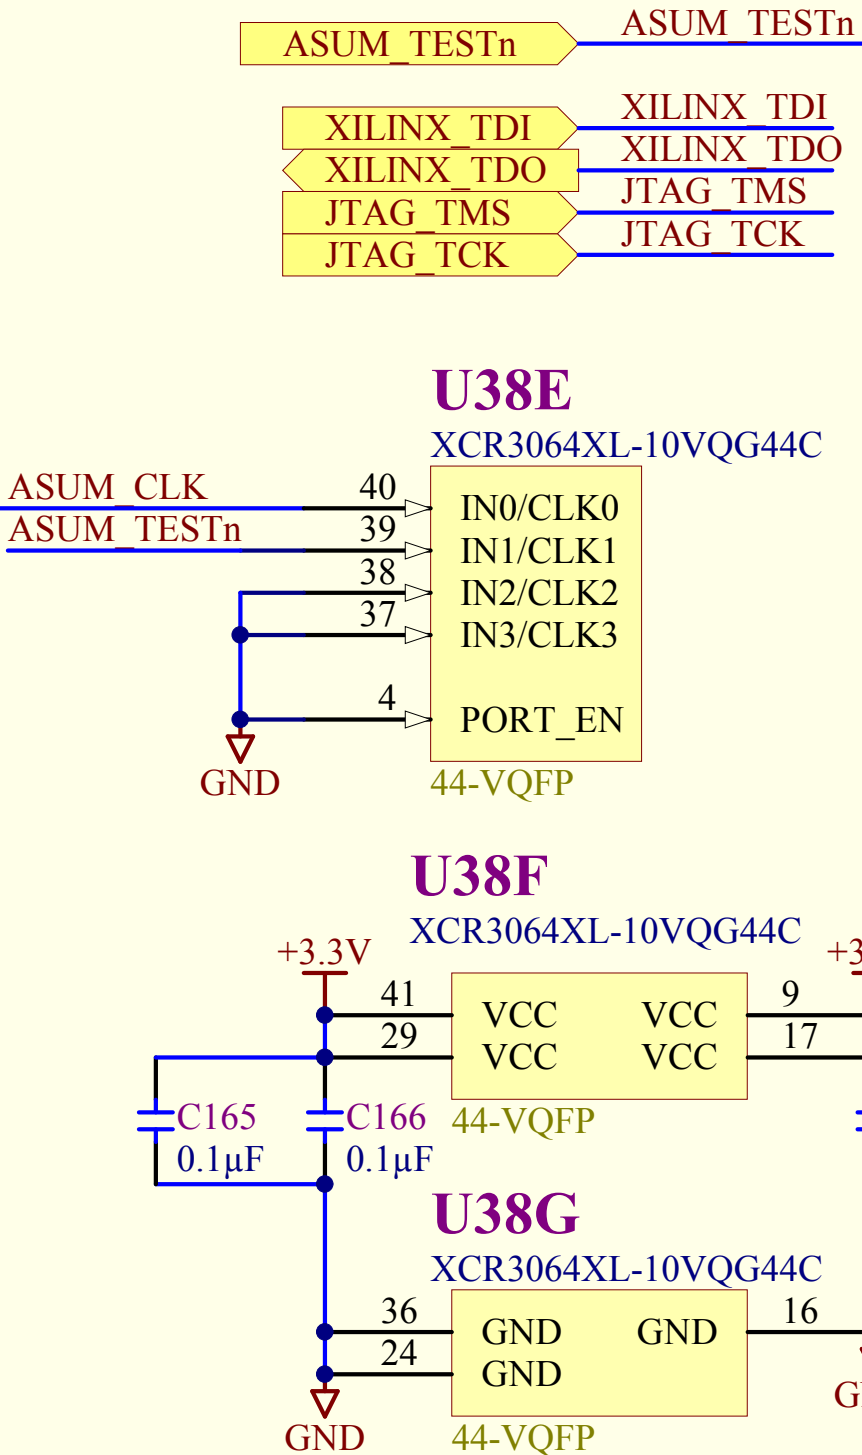 ASUM_TESTn ASUM_TESTn
XILINX_TDI XILINX_TDI
XILINX_TDO XILINX_TDO
JTAG_TMS JTAG_TMS
JTAG_TCK JTAG_TCK
U38E
XCR3064XL-10VQG44C
ASUM_CLK 40 IN0/CLK0
ASUM_TESTn 39 IN1/CLK1
38 IN2/CLK2
37 IN3/CLK3
4 PORT_EN
GND 44-VQFP
U38F
XCR3064XL-10VQG44C
+3.3V +3
41 VCC VCC 9
29 VCC VCC 17
C165 C166 44-VQFP
0.1µF 0.1µF
U38G
XCR3064XL-10VQG44C
36 GND GND 16
24 GND
GND 44-VQFP